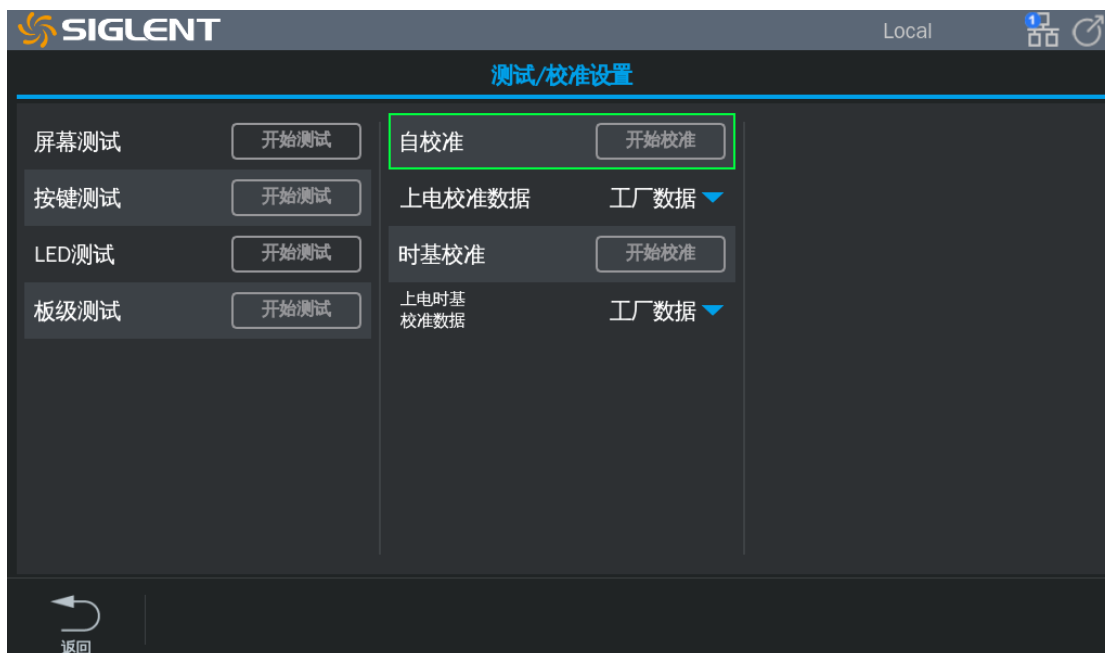 SIGLENT
Local
1
测试/校准设置
屏幕测试 开始测试
按键测试 开始测试
LED测试 开始测试
板级测试 开始测试
自校准 开始校准
上电校准数据 工厂数据
时基校准 开始校准
上电时基
校准数据
工厂数据
返回